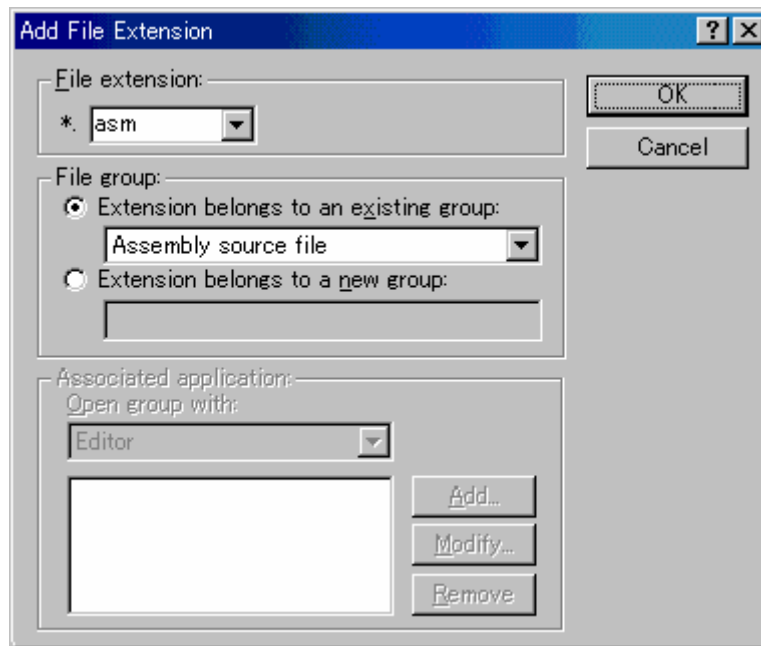 Add File Extension
File extension:
*. asm
OK
Cancel
File group:
Extension belongs to an existing group:
Assembly source file
Extension belongs to a new group:
Associated application:
Open group with:
Editor
Add...
Modify...
Remove